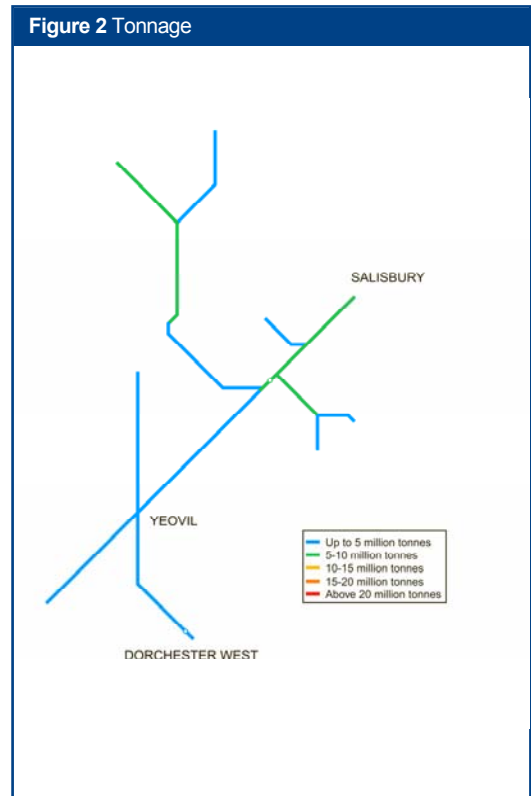 Figure 2 Tonnage
SALISBURY
YEOVIL
Up to 5 million tonnes
5-10 million tonnes
10-15 million tonnes
15-20 million tonnes
Above 20 million tonnes
DORCHESTER WEST